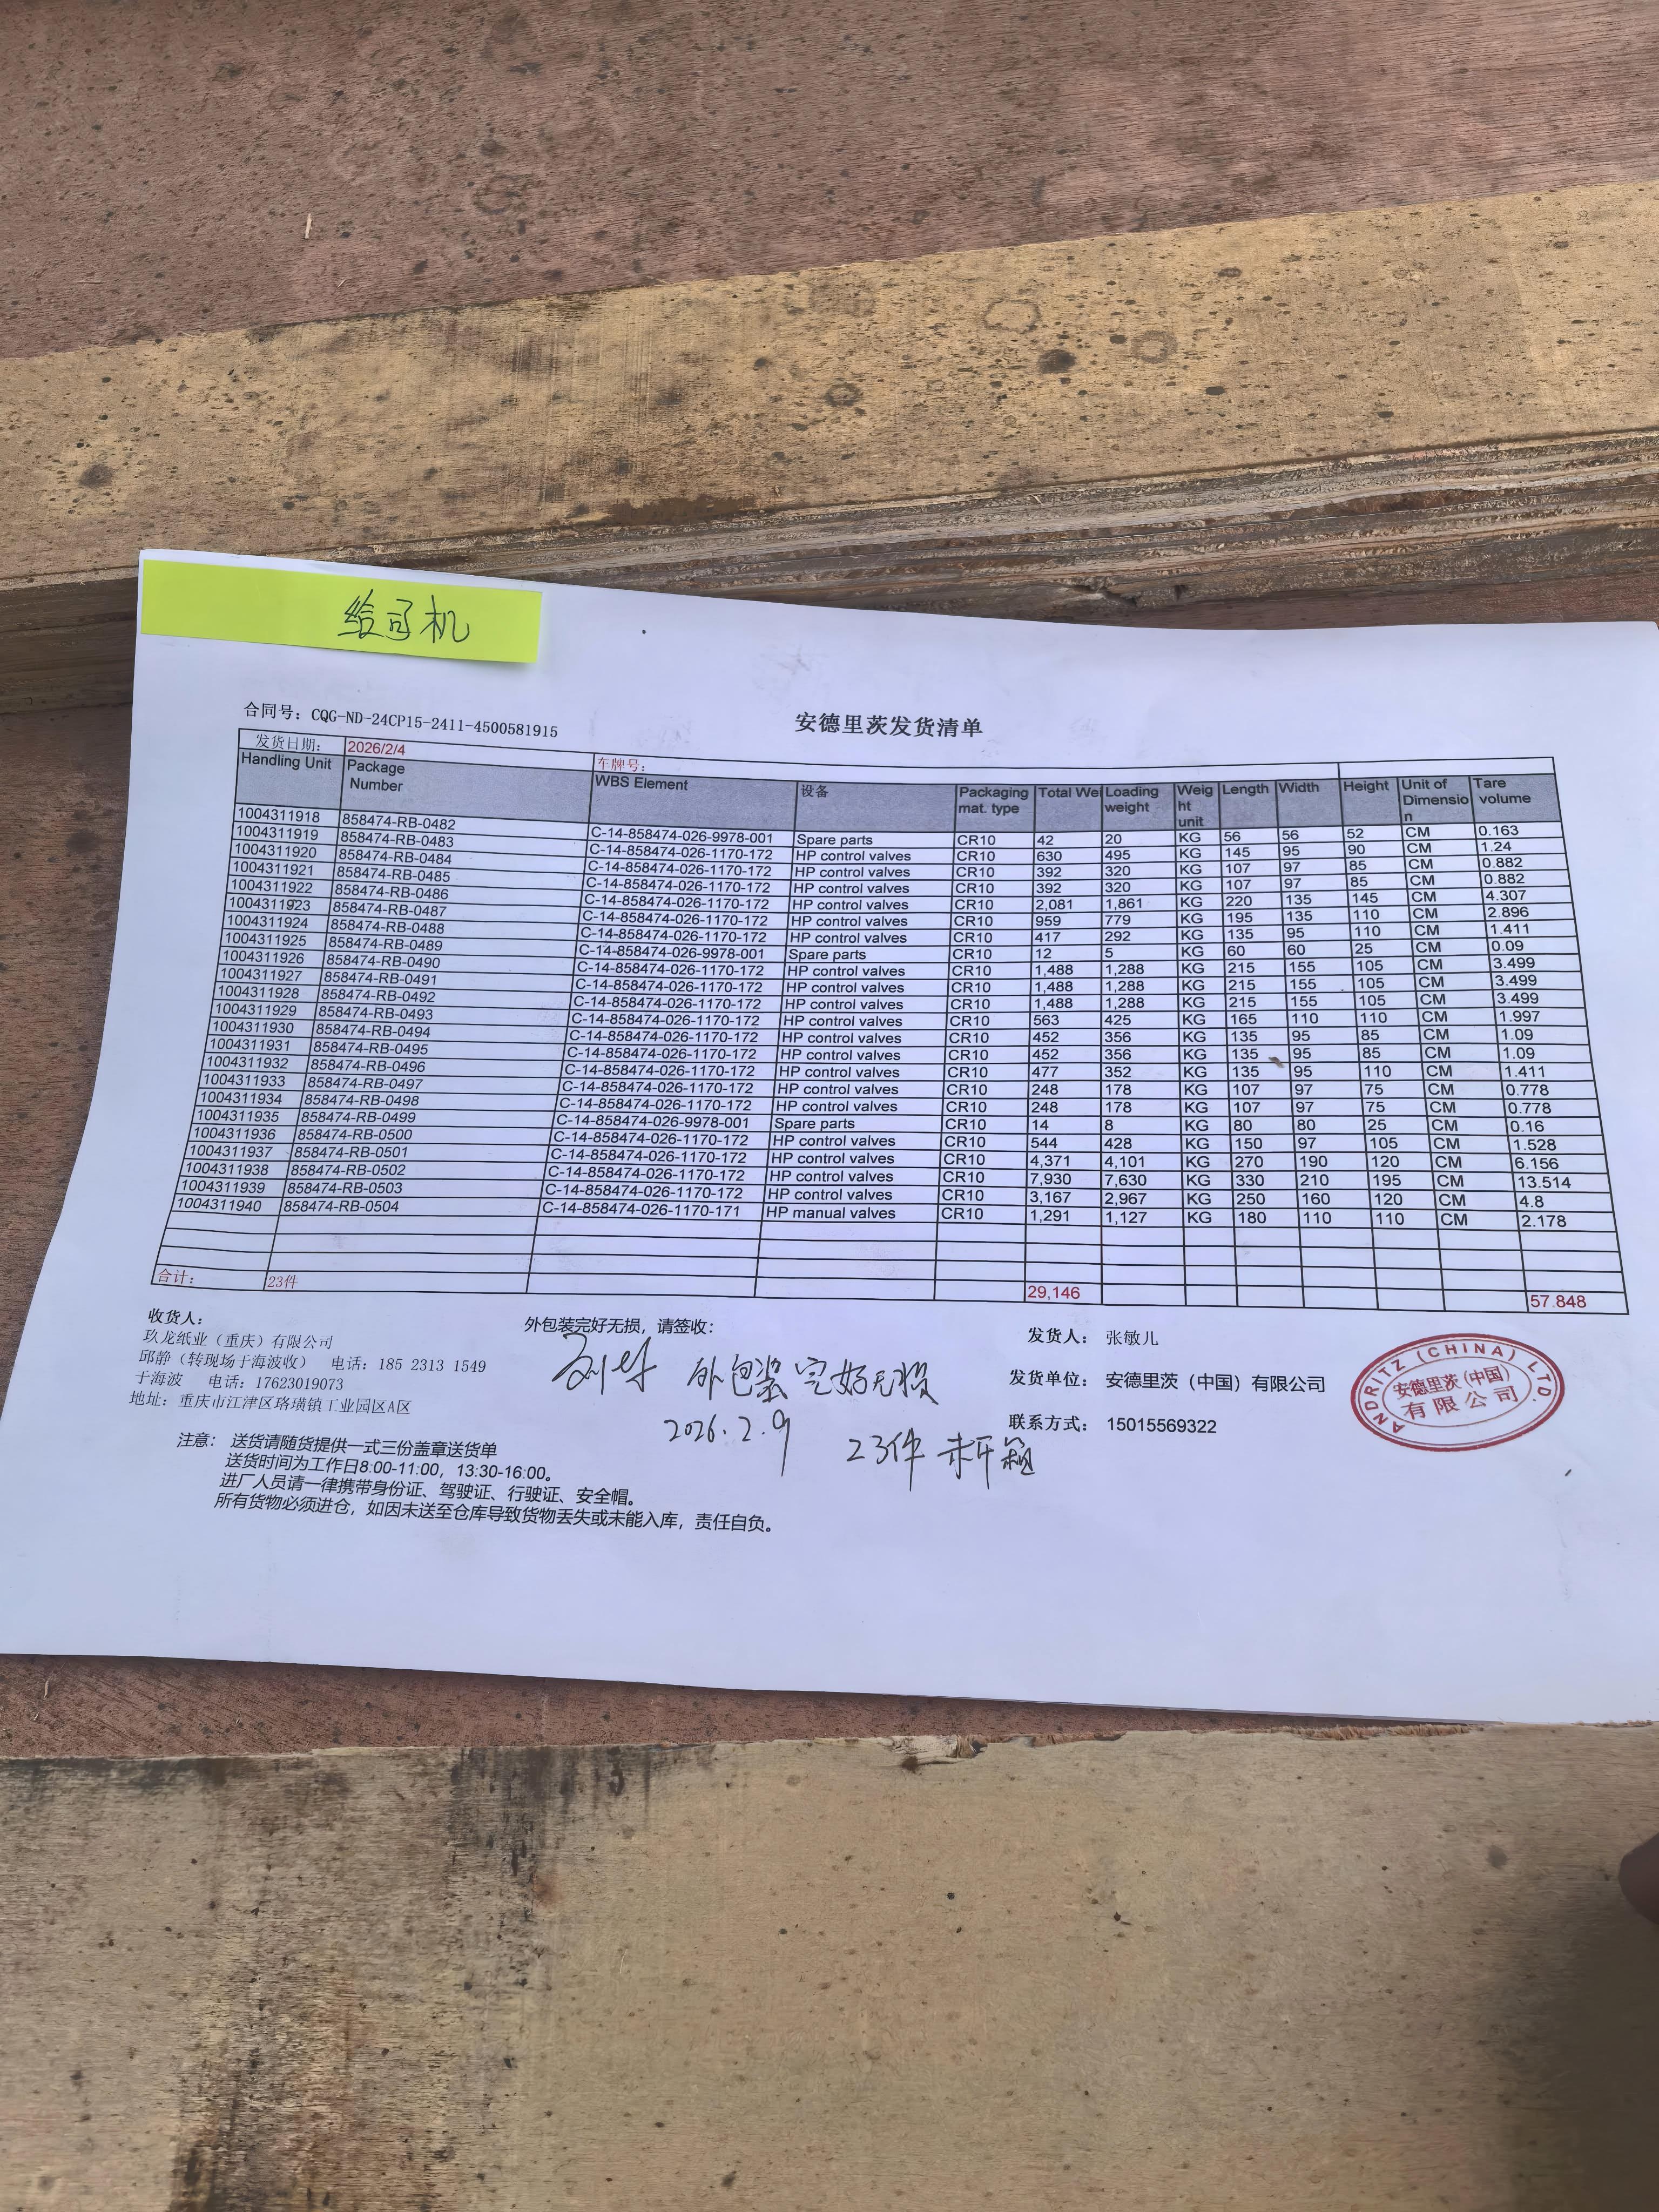 给司机
合同号：CQG-ND-24CP15-2411-4500581915
安德里茨发货清单
发货日期： 2026/2/4 车牌号：
Handling Unit Package Number WBS Element 设备 Packaging mat. type Total Wei Loading weight Weight unit Length Width Height Unit of Dimension Tare volume
1004311918 858474-RB-0482 C-14-858474-026-9978-001 Spare parts CR10 42 20 KG 56 56 52 CM 0.163
1004311919 858474-RB-0483 C-14-858474-026-1170-172 HP control valves CR10 630 495 KG 145 95 90 CM 1.24
1004311920 858474-RB-0484 C-14-858474-026-1170-172 HP control valves CR10 392 320 KG 107 97 85 CM 0.882
1004311921 858474-RB-0485 C-14-858474-026-1170-172 HP control valves CR10 392 320 KG 107 97 85 CM 0.882
1004311922 858474-RB-0486 C-14-858474-026-1170-172 HP control valves CR10 2,081 1,861 KG 220 135 145 CM 4.307
1004311923 858474-RB-0487 C-14-858474-026-1170-172 HP control valves CR10 959 779 KG 195 135 110 CM 2.896
1004311924 858474-RB-0488 C-14-858474-026-1170-172 HP control valves CR10 417 292 KG 135 95 110 CM 1.411
1004311925 858474-RB-0489 C-14-858474-026-9978-001 Spare parts CR10 12 5 KG 60 60 25 CM 0.09
1004311926 858474-RB-0490 C-14-858474-026-1170-172 HP control valves CR10 1,488 1,288 KG 215 155 105 CM 3.499
1004311927 858474-RB-0491 C-14-858474-026-1170-172 HP control valves CR10 1,488 1,288 KG 215 155 105 CM 3.499
1004311928 858474-RB-0492 C-14-858474-026-1170-172 HP control valves CR10 1,488 1,288 KG 215 155 105 CM 3.499
1004311929 858474-RB-0493 C-14-858474-026-1170-172 HP control valves CR10 563 425 KG 165 110 110 CM 1.997
1004311930 858474-RB-0494 C-14-858474-026-1170-172 HP control valves CR10 452 356 KG 135 95 85 CM 1.09
1004311931 858474-RB-0495 C-14-858474-026-1170-172 HP control valves CR10 452 356 KG 135 95 85 CM 1.09
1004311932 858474-RB-0496 C-14-858474-026-1170-172 HP control valves CR10 477 352 KG 135 95 110 CM 1.411
1004311933 858474-RB-0497 C-14-858474-026-1170-172 HP control valves CR10 248 178 KG 107 97 75 CM 0.778
1004311934 858474-RB-0498 C-14-858474-026-1170-172 HP control valves CR10 248 178 KG 107 97 75 CM 0.778
1004311935 858474-RB-0499 C-14-858474-026-9978-001 Spare parts CR10 14 8 KG 80 80 25 CM 0.16
1004311936 858474-RB-0500 C-14-858474-026-1170-172 HP control valves CR10 544 428 KG 150 97 105 CM 1.528
1004311937 858474-RB-0501 C-14-858474-026-1170-172 HP control valves CR10 4,371 4,101 KG 270 190 120 CM 6.156
1004311938 858474-RB-0502 C-14-858474-026-1170-172 HP control valves CR10 7,930 7,630 KG 330 210 195 CM 13.514
1004311939 858474-RB-0503 C-14-858474-026-1170-172 HP control valves CR10 3,167 2,967 KG 250 160 120 CM 4.8
1004311940 858474-RB-0504 C-14-858474-026-1170-171 HP manual valves CR10 1,291 1,127 KG 180 110 110 CM 2.178
合计： 23件 29,146 57.848
收货人：
玖龙纸业（重庆）有限公司
邱静（转现场于海波收） 电话：185 2313 1549
于海波 电话：17623019073
地址：重庆市江津区珞璜镇工业园区A区
外包装完好无损，请签收：
外包装完好无损
2026.2.9
23件 未开箱
发货人： 张敏儿
发货单位： 安德里茨（中国）有限公司
联系方式： 15015569322
ANDRITZ (CHINA) LTD.
安德里茨（中国）
有限公司
注意： 送货请随货提供一式三份盖章送货单
送货时间为工作日8:00-11:00，13:30-16:00。
进厂人员请一律携带身份证、驾驶证、行驶证、安全帽。
所有货物必须进仓，如因未送至仓库导致货物丢失或未能入库，责任自负。